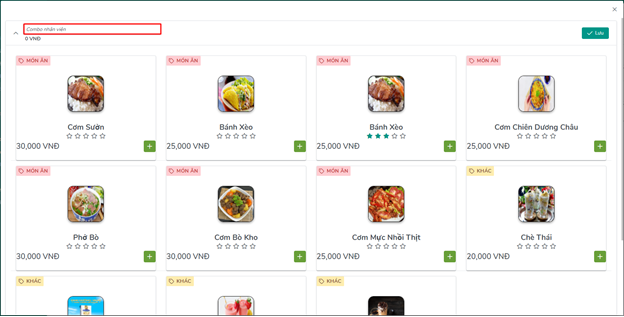 Combo nhân viên
0 VNĐ
Lưu
MÓN ĂN
MÓN ĂN
MÓN ĂN
MÓN ĂN
Cơm Sườn
Bánh Xèo
Bánh Xèo
Cơm Chiên Dương Châu
30,000 VNĐ
25,000 VNĐ
25,000 VNĐ
25,000 VNĐ
MÓN ĂN
MÓN ĂN
MÓN ĂN
KHÁC
Phở Bò
Cơm Bò Kho
Cơm Mực Nhồi Thịt
Chè Thái
30,000 VNĐ
30,000 VNĐ
25,000 VNĐ
20,000 VNĐ
KHÁC
KHÁC
KHÁC